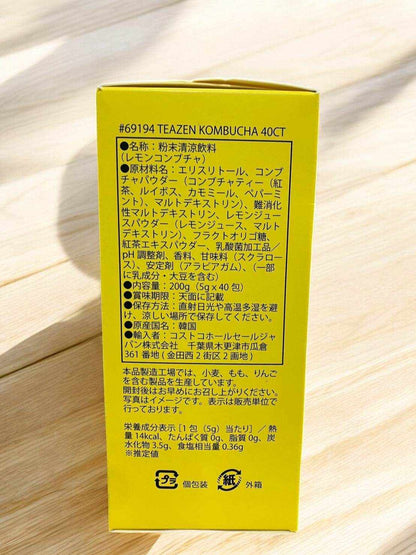 #69194 TEAZEN KOMBUCHA 40CT
●名称：粉末清涼飲料
（レモンコンブチャ）
●原材料名：エリスリトール、コンブ
チャパウダー（コンブチャティー（紅
茶、ルイボス、カモミール、ペパーミ
ント）、マルトデキストリン）、難消化
性マルトデキストリン、レモンジュー
スパウダー（レモンジュース、マルト
デキストリン）、フラクトオリゴ糖、
紅茶エキスパウダー、乳酸菌加工品／
pH 調整剤、香料、甘味料（スクラロー
ス）、安定剤（アラビアガム）、（一部
に乳成分・大豆を含む）
●内容量：200g（5g x 40 包）
●賞味期限：天面に記載
●保存方法：直射日光や高温多湿を避
け、涼しい場所で保存してください。
●原産国名：韓国
●輸入者：コストコホールセールジャ
パン株式会社　千葉県木更津市瓜倉
361 番地 ( 金田西 2 街区 2 画地 )
本品製造工場では、小麦、もも、りんご
を含む製品を生産しています。
開封後はお早めにお召し上がりください。
写真はイメージです。表示は販売単位で
行っております。
栄養成分表示［1 包（5g）当たり］／熱
量 14kcal、たんぱく質 0g、脂質 0g、炭
水化物 3.5g、食塩相当量 0.36g
※推定値
プラ 個包装 紙 外箱